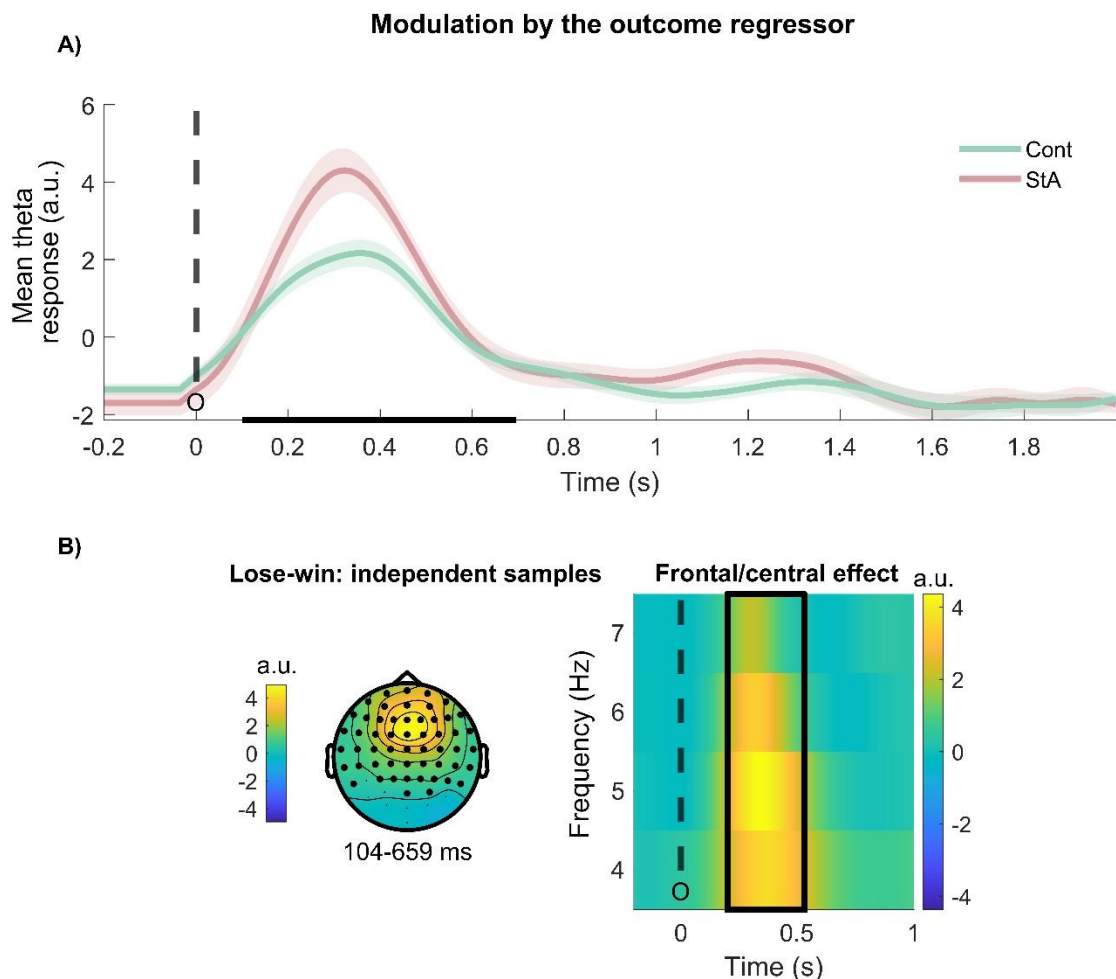 Modulation by the outcome regressor
A)
Mean theta
response (a.u.)
6
4
2
0
-2
Cont
StA
O
-0.2 0 0.2 0.4 0.6 0.8 1 1.2 1.4 1.6 1.8
Time (s)
B)
Lose-win: independent samples
a.u.
4
2
0
-2
-4
104-659 ms
Frontal/central effect
Frequency (Hz)
7
6
5
4
O
0 0.5 1
Time (s)
a.u.
4
2
0
-2
-4